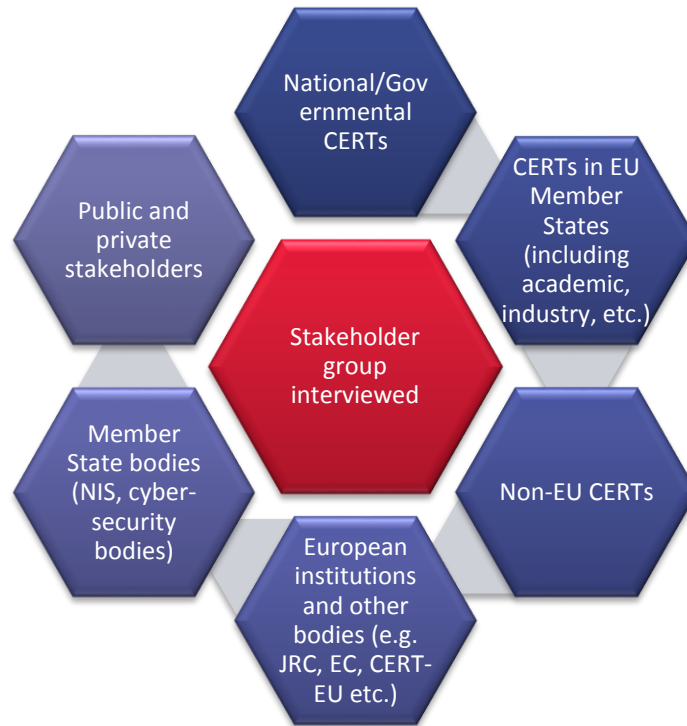 National/Gov
ernmental
CERTs
CERTs in EU
Member
States
(including
academic,
industry, etc.)
Non-EU CERTs
European
institutions
and other
bodies (e.g.
JRC, EC, CERT-
EU etc.)
Member
State bodies
(NIS, cyber-
security
bodies)
Public and
private
stakeholders
Stakeholder
group
interviewed